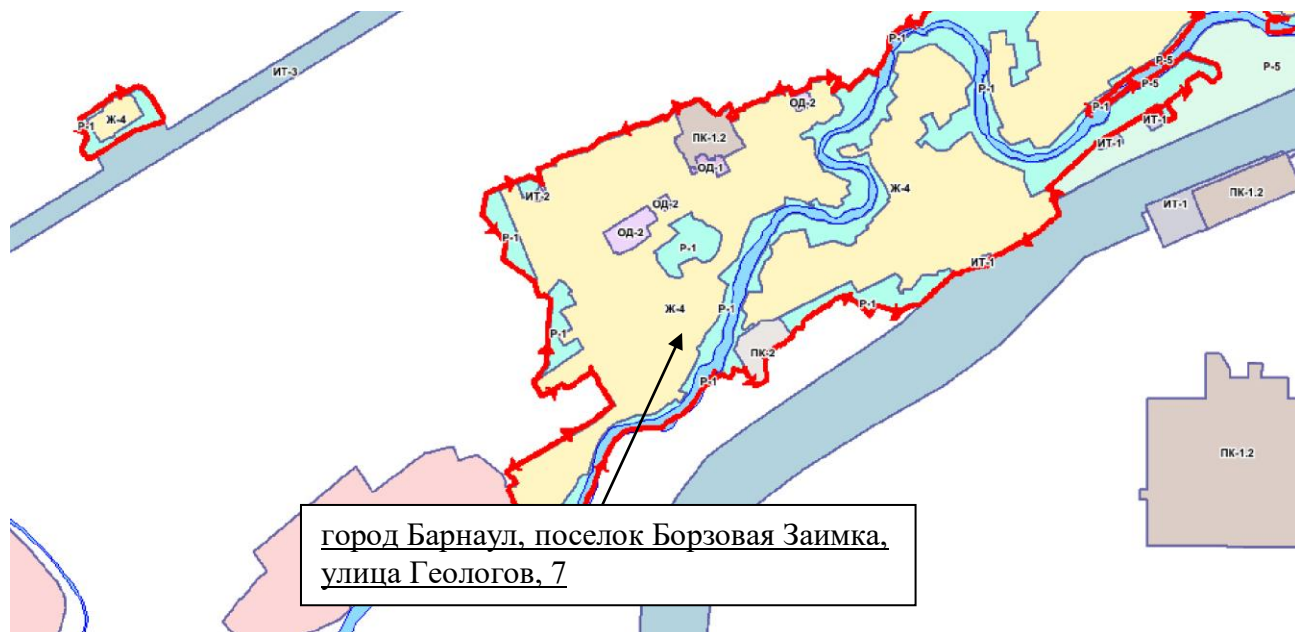 Р-1
ИТ-3
Р-5
Р-5
Р-5
Ж-4
Р-1
ОД-2
Р-1
Р-1
ИТ-1
ПК-1.2
ИТ-1
ОД-1
ИТ-2
Ж-4
ПК-1.2
ОД-2
ИТ-1
ОД-2
Р-1
Р-1
ИТ-1
Р-1
Ж-4
Р-1
Р-1
ПК-2
Р-1
ПК-1.2
город Барнаул, поселок Борзовая Заимка,
улица Геологов, 7